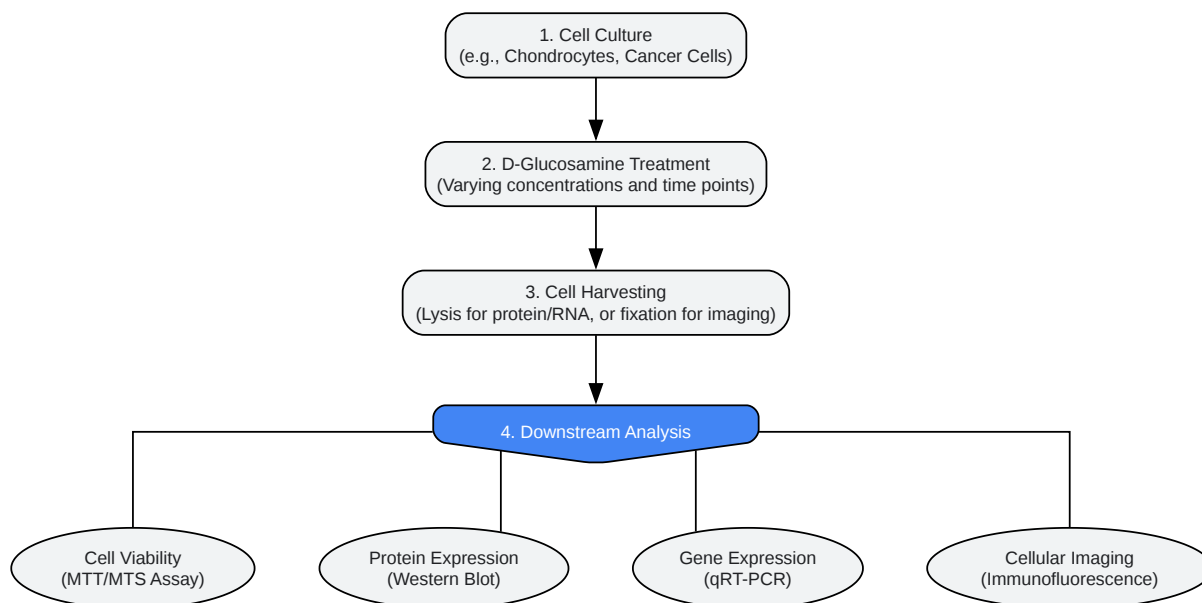 1. Cell Culture
(e.g., Chondrocytes, Cancer Cells)
2. D-Glucosamine Treatment
(Varying concentrations and time points)
3. Cell Harvesting
(Lysis for protein/RNA, or fixation for imaging)
4. Downstream Analysis
Cell Viability
(MTT/MTS Assay)
Protein Expression
(Western Blot)
Gene Expression
(qRT-PCR)
Cellular Imaging
(Immunofluorescence)